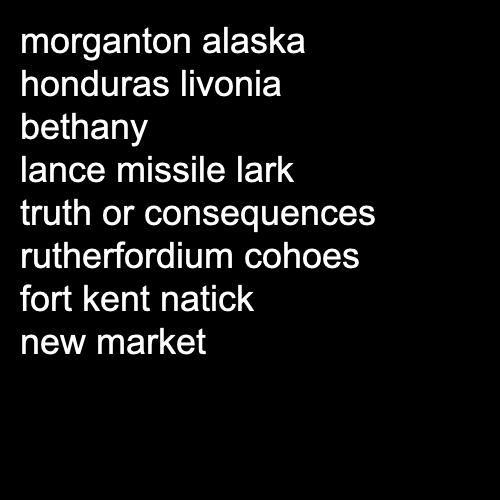 morganton alaska
honduras livonia
bethany
lance missile lark
truth or consequences
rutherfordium cohoes
fort kent natick
new market